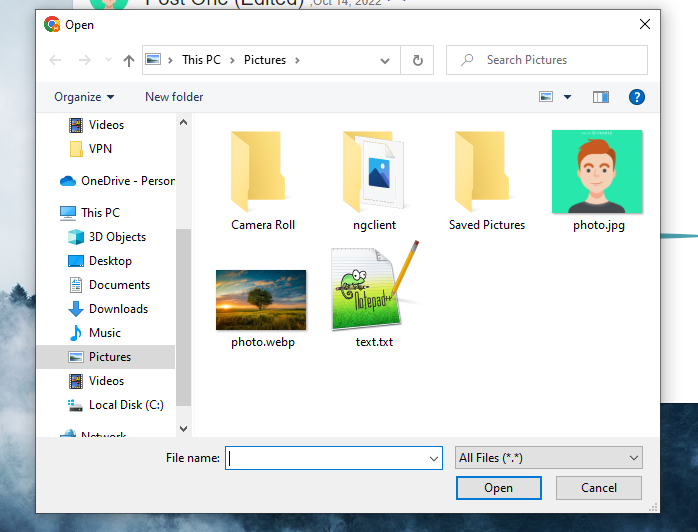 Post One (Edited) ,Oct 14, 2022
Open
This PC > Pictures >
Search Pictures
Organize
New folder
Videos
VPN
OneDrive - Person
This PC
3D Objects
Desktop
Documents
Downloads
Music
Pictures
Videos
Local Disk (C:)
Network
Camera Roll
ngclient
Saved Pictures
photo.jpg
Notepad++
photo.webp
text.txt
File name:
All Files (*.*)
Open
Cancel